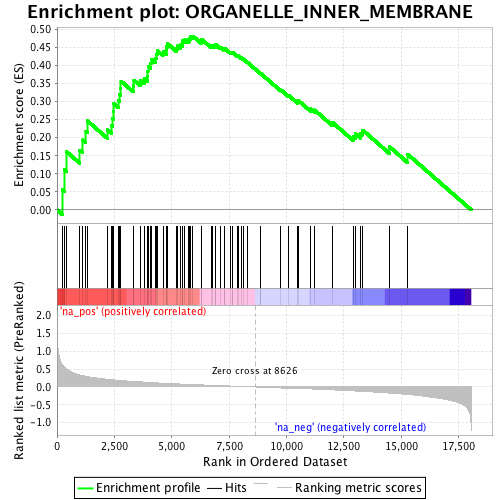 Enrichment plot: ORGANELLE_INNER_MEMBRANE
Enrichment score (ES)
0.50
0.45
0.40
0.35
0.30
0.25
0.20
0.15
0.10
0.05
0.00
'na_pos' (positively correlated)
Ranked list metric (PreRanked)
2.0
1.5
1.0
0.5
0.0
-0.5
-1.0
Zero cross at 8626
'na_neg' (negatively correlated)
0 2,500 5,000 7,500 10,000 12,500 15,000 17,500
Rank in Ordered Dataset
Enrichment profile Hits Ranking metric scores